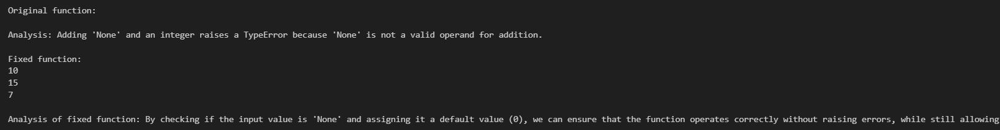 Original function:
Analysis: Adding 'None' and an integer raises a TypeError because 'None' is not a valid operand for addition.
Fixed function:
10
15
7
Analysis of fixed function: By checking if the input value is 'None' and assigning it a default value (0), we can ensure that the function operates correctly without raising errors, while still allowing